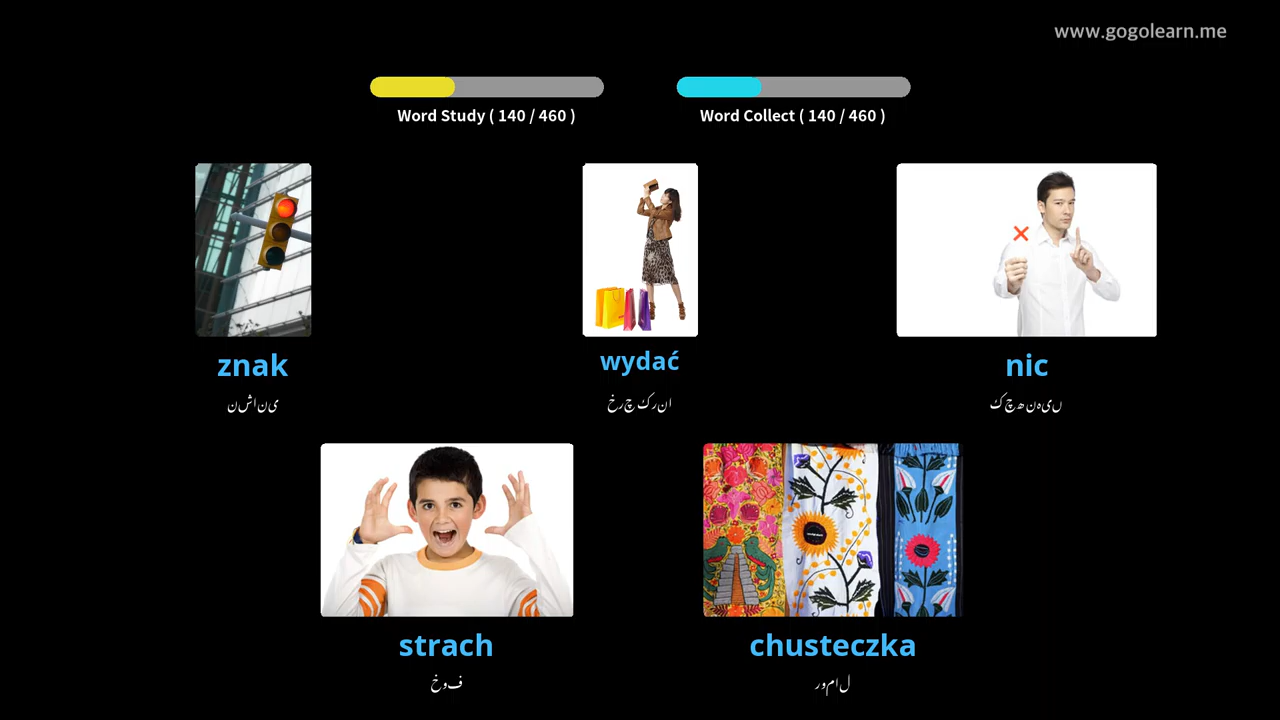 www.gogolearn.me
Word Study ( 140 / 460 )
Word Collect ( 140 / 460 )
znak
wydać
nic
نشانی
خرچ کرنا
کچھ نہیں
strach
chusteczka
خوف
رومال